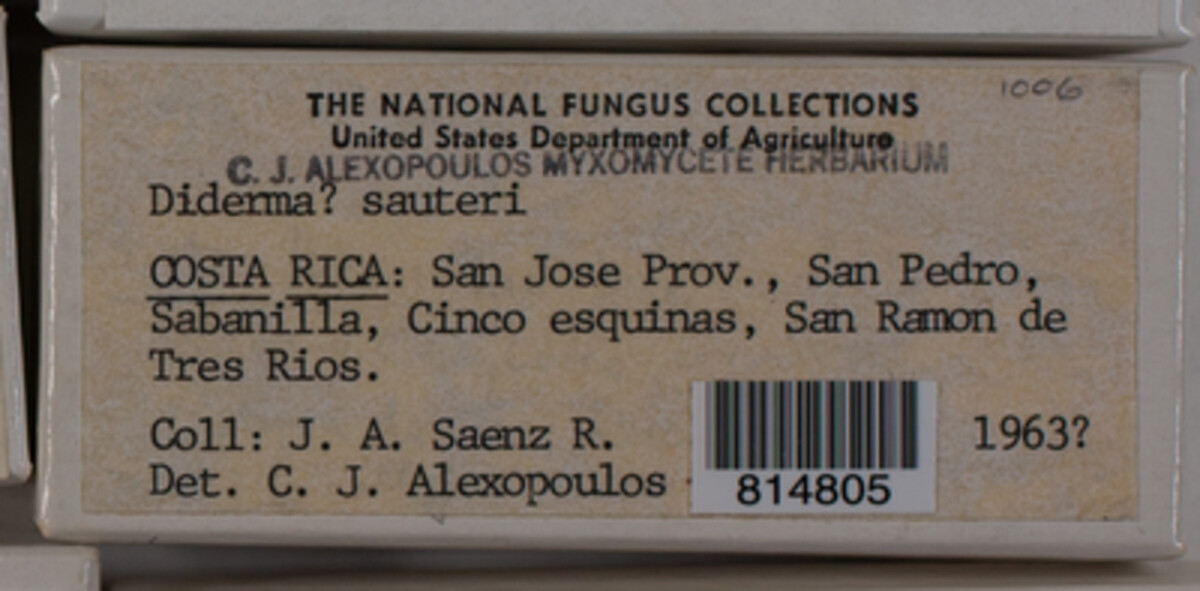 1006
THE NATIONAL FUNGUS COLLECTIONS
United States Department of Agriculture
C. J. ALEXOPOULOS MYXOMYCETE HERBARIUM
Diderma? sauteri
COSTA RICA: San Jose Prov., San Pedro,
Sabanilla, Cinco esquinas, San Ramon de
Tres Rios.
Coll: J. A. Saenz R. 1963?
Det. C. J. Alexopoulos
814805